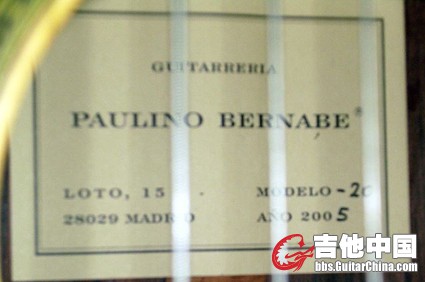 GUITARRERIA
PAULINO BERNABE®
LOTO, 15 MODELO -20
28029 MADRID AÑO 2005
吉他中国
bbs.GuitarChina.com